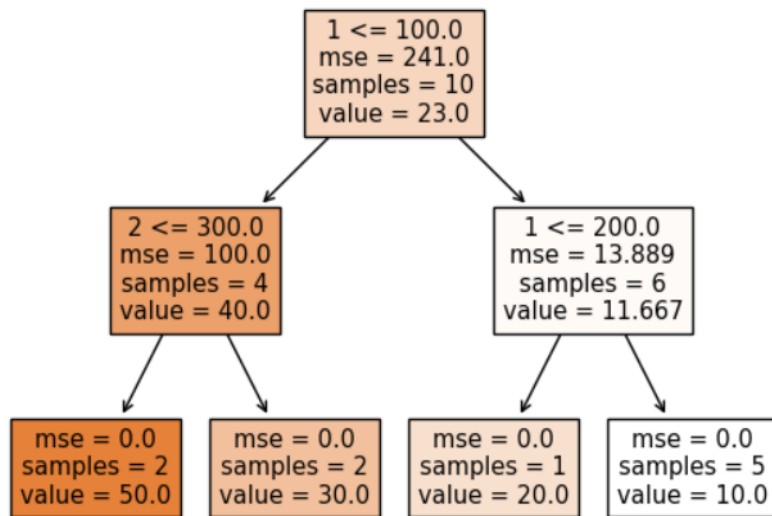 1 <= 100.0
mse = 241.0
samples = 10
value = 23.0
2 <= 300.0
mse = 100.0
samples = 4
value = 40.0
1 <= 200.0
mse = 13.889
samples = 6
value = 11.667
mse = 0.0
samples = 2
value = 50.0
mse = 0.0
samples = 2
value = 30.0
mse = 0.0
samples = 1
value = 20.0
mse = 0.0
samples = 5
value = 10.0